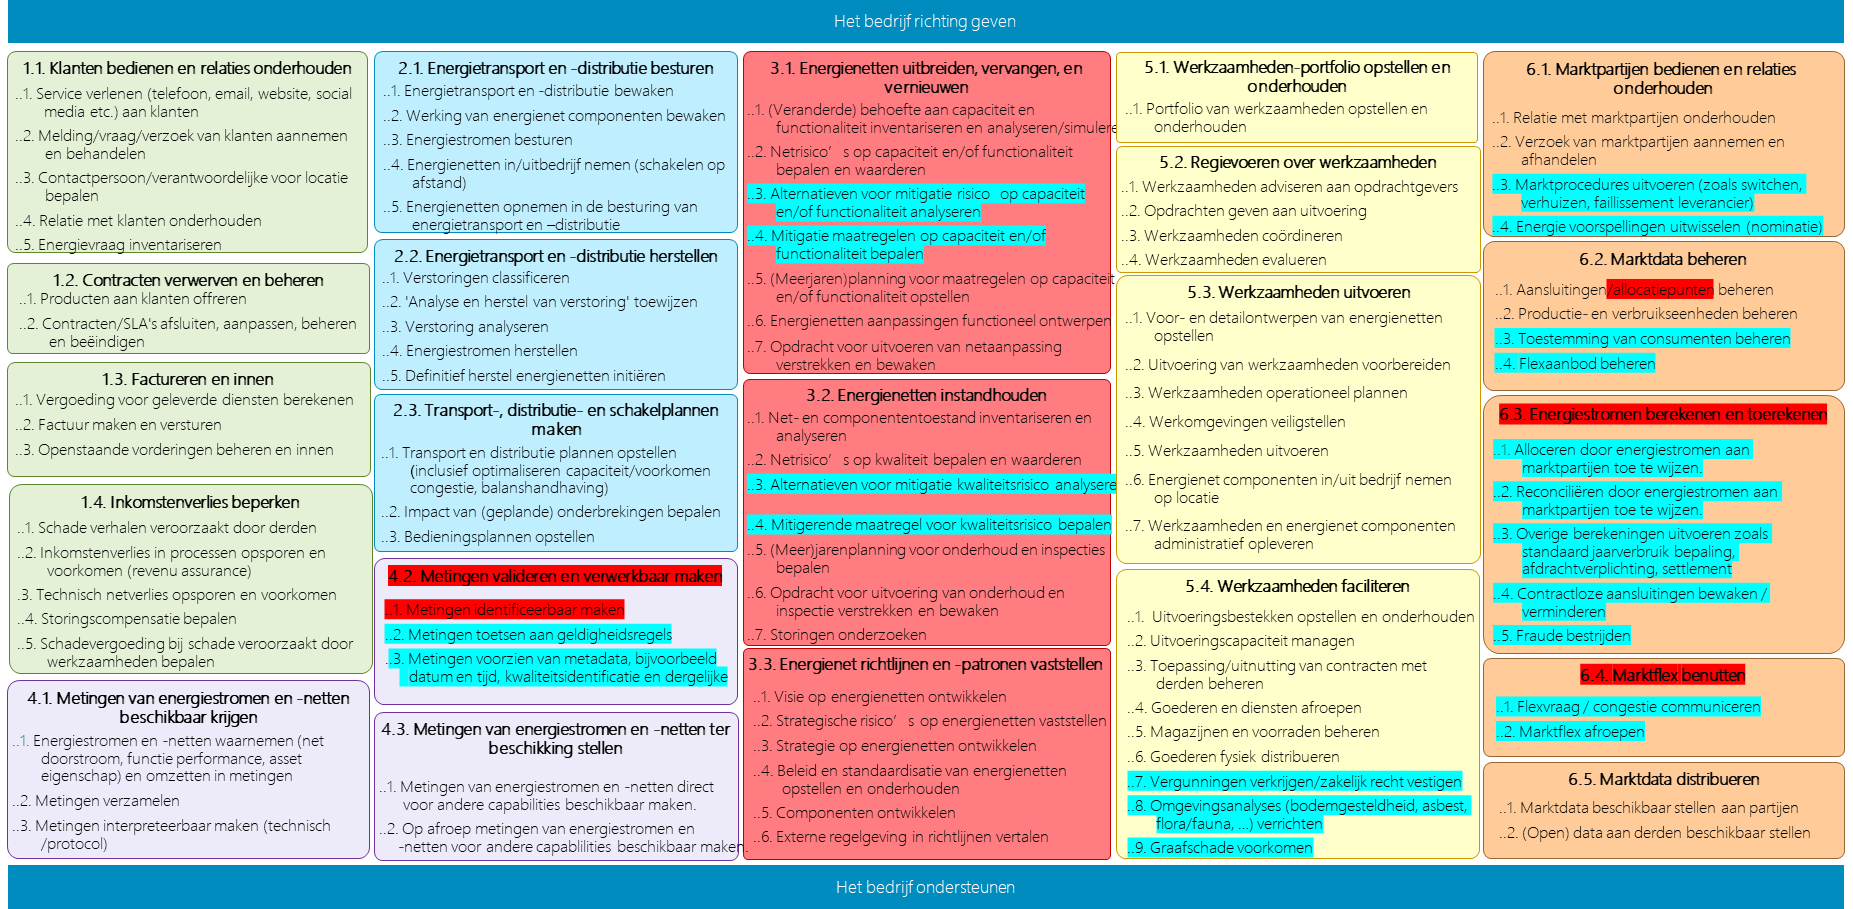 Het bedrijf richting geven
1.1. Klanten bedienen en relaties onderhouden
..1. Service verlenen (telefoon, email, website, social
media etc.) aan klanten
..2. Melding/vraag/verzoek van klanten aannemen
en behandelen
..3. Contactpersoon/verantwoordelijke voor locatie
bepalen
..4. Relatie met klanten onderhouden
..5. Energievraag inventariseren
1.2. Contracten verwerven en beheren
..1. Producten aan klanten offreren
..2. Contracten/SLA's afsluiten, aanpassen, beheren
en beëindigen
1.3. Factureren en innen
..1. Vergoeding voor geleverde diensten berekenen
..2. Factuur maken en versturen
..3. Openstaande vorderingen beheren en innen
1.4. Inkomstenverlies beperken
..1. Schade verhalen veroorzaakt door derden
..2. Inkomstenverlies in processen opsporen en
voorkomen (revenu assurance)
.3. Technisch netverlies opsporen en voorkomen
..4. Storingscompensatie bepalen
..5. Schadevergoeding bij schade veroorzaakt door
werkzaamheden bepalen
4.1. Metingen van energiestromen en -netten
beschikbaar krijgen
..1. Energiestromen en -netten waarnemen (net
doorstroom, functie performance, asset
eigenschap) en omzetten in metingen
..2. Metingen verzamelen
..3. Metingen interpreteerbaar maken (technisch
/protocol)
2.1. Energietransport en -distributie besturen
..1. Energietransport en -distributie bewaken
..2. Werking van energienet componenten bewaken
..3. Energiestromen besturen
..4. Energienetten in/uitbedrijf nemen (schakelen op
afstand)
..5. Energienetten opnemen in de besturing van
energietransport en –distributie
2.2. Energietransport en -distributie herstellen
..1. Verstoringen classificeren
..2. 'Analyse en herstel van verstoring' toewijzen
..3. Verstoring analyseren
..4. Energiestromen herstellen
..5. Definitief herstel energienetten initiëren
2.3. Transport-, distributie- en schakelplannen
maken
..1. Transport en distributie plannen opstellen
(inclusief optimaliseren capaciteit/voorkomen
congestie, balanshandhaving)
..2. Impact van (geplande) onderbrekingen bepalen
..3. Bedieningsplannen opstellen
4.2. Metingen valideren en verwerkbaar maken
..1. Metingen identificeerbaar maken
..2. Metingen toetsen aan geldigheidsregels
..3. Metingen voorzien van metadata, bijvoorbeeld
datum en tijd, kwaliteitsidentificatie en dergelijke
4.3. Metingen van energiestromen en -netten ter
beschikking stellen
..1. Metingen van energiestromen en -netten direct
voor andere capabilities beschikbaar maken.
..2. Op afroep metingen van energiestromen en
-netten voor andere capablilities beschikbaar maken.
3.1. Energienetten uitbreiden, vervangen, en
vernieuwen
..1. (Veranderde) behoefte aan capaciteit en
functionaliteit inventariseren en analyseren/simulere
..2. Netrisico’s op capaciteit en/of functionaliteit
bepalen en waarderen
..3. Alternatieven voor mitigatie risico op capaciteit
en/of functionaliteit analyseren
..4. Mitigatie maatregelen op capaciteit en/of
functionaliteit bepalen
..5. (Meerjaren)planning voor maatregelen op capaciteit
en/of functionaliteit opstellen
..6. Energienetten aanpassingen functioneel ontwerpen
..7. Opdracht voor uitvoeren van netaanpassing
verstrekken en bewaken
3.2. Energienetten instandhouden
..1. Net- en componententoestand inventariseren en
analyseren
..2. Netrisico’s op kwaliteit bepalen en waarderen
..3. Alternatieven voor mitigatie kwaliteitsrisico analysere
..4. Mitigerende maatregel voor kwaliteitsrisico bepalen
..5. (Meer)jarenplanning voor onderhoud en inspecties
bepalen
..6. Opdracht voor uitvoering van onderhoud en
inspectie verstrekken en bewaken
..7. Storingen onderzoeken
3.3. Energienet richtlijnen en -patronen vaststellen
..1. Visie op energienetten ontwikkelen
..2. Strategische risico’s op energienetten vaststellen
..3. Strategie op energienetten ontwikkelen
..4. Beleid en standaardisatie van energienetten
opstellen en onderhouden
..5. Componenten ontwikkelen
..6. Externe regelgeving in richtlijnen vertalen
5.1. Werkzaamheden-portfolio opstellen en
onderhouden
..1. Portfolio van werkzaamheden opstellen en
onderhouden
5.2. Regievoeren over werkzaamheden
..1. Werkzaamheden adviseren aan opdrachtgevers
..2. Opdrachten geven aan uitvoering
..3. Werkzaamheden coördineren
..4. Werkzaamheden evalueren
5.3. Werkzaamheden uitvoeren
..1. Voor- en detailontwerpen van energienetten
opstellen
..2. Uitvoering van werkzaamheden voorbereiden
..3. Werkzaamheden operationeel plannen
..4. Werkomgevingen veiligstellen
..5. Werkzaamheden uitvoeren
..6. Energienet componenten in/uit bedrijf nemen
op locatie
..7. Werkzaamheden en energienet componenten
administratief opleveren
5.4. Werkzaamheden faciliteren
..1. Uitvoeringsbestekken opstellen en onderhouden
..2. Uitvoeringscapaciteit managen
..3. Toepassing/uitnutting van contracten met
derden beheren
..4. Goederen en diensten afroepen
..5. Magazijnen en voorraden beheren
..6. Goederen fysiek distribueren
..7. Vergunningen verkrijgen/zakelijk recht vestigen
..8. Omgevingsanalyses (bodemgesteldheid, asbest,
flora/fauna, ...) verrichten
..9. Graafschade voorkomen
6.1. Marktpartijen bedienen en relaties
onderhouden
..1. Relatie met marktpartijen onderhouden
..2. Verzoek van marktpartijen aannemen en
afhandelen
..3. Marktprocedures uitvoeren (zoals switchen,
verhuizen, faillissement leverancier)
..4. Energie voorspellingen uitwisselen (nominatie)
6.2. Marktdata beheren
..1. Aansluitingen/allocatiepunten beheren
..2. Productie- en verbruikseenheden beheren
..3. Toestemming van consumenten beheren
..4. Flexaanbod beheren
6.3. Energiestromen berekenen en toerekenen
..1. Alloceren door energiestromen aan
marktpartijen toe te wijzen.
..2. Reconciliëren door energiestromen aan
marktpartijen toe te wijzen.
..3. Overige berekeningen uitvoeren zoals
standaard jaarverbruik bepaling,
afdrachtverplichting, settlement
..4. Contractloze aansluitingen bewaken /
verminderen
..5. Fraude bestrijden
6.4. Marktflex benutten
..1. Flexvraag / congestie communiceren
..2. Marktflex afroepen
6.5. Marktdata distribueren
..1. Marktdata beschikbaar stellen aan partijen
..2. (Open) data aan derden beschikbaar stellen
Het bedrijf ondersteunen